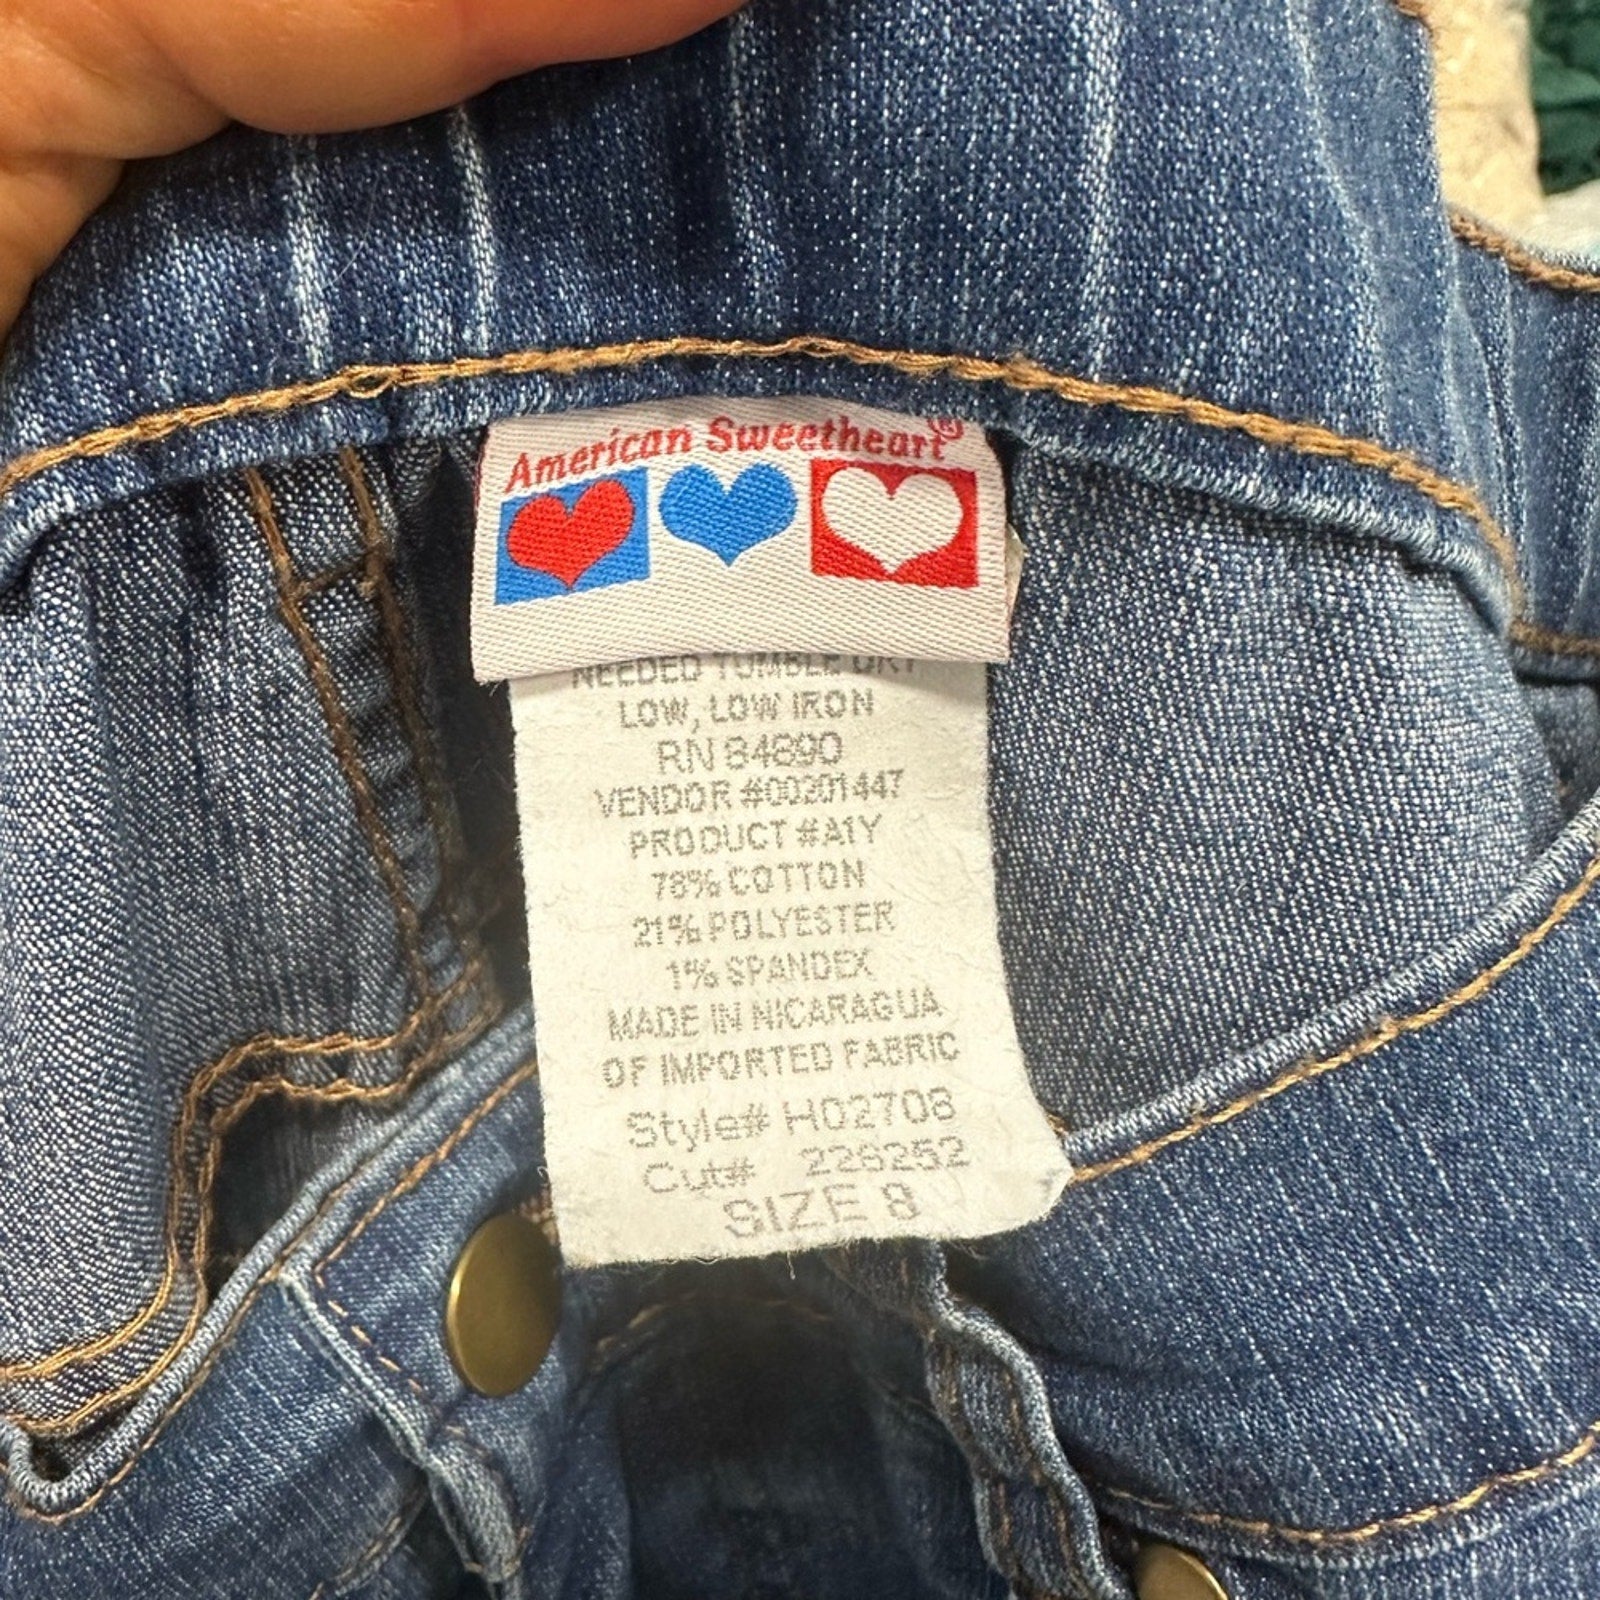 American Sweetheart®
NEEDED TUMBLE DRY
LOW, LOW IRON
RN 84890
VENDOR #00201447
PRODUCT #A1Y
78% COTTON
21% POLYESTER
1% SPANDEX
MADE IN NICARAGUA
OF IMPORTED FABRIC
Style# H02708
Cut# 226252
SIZE 8